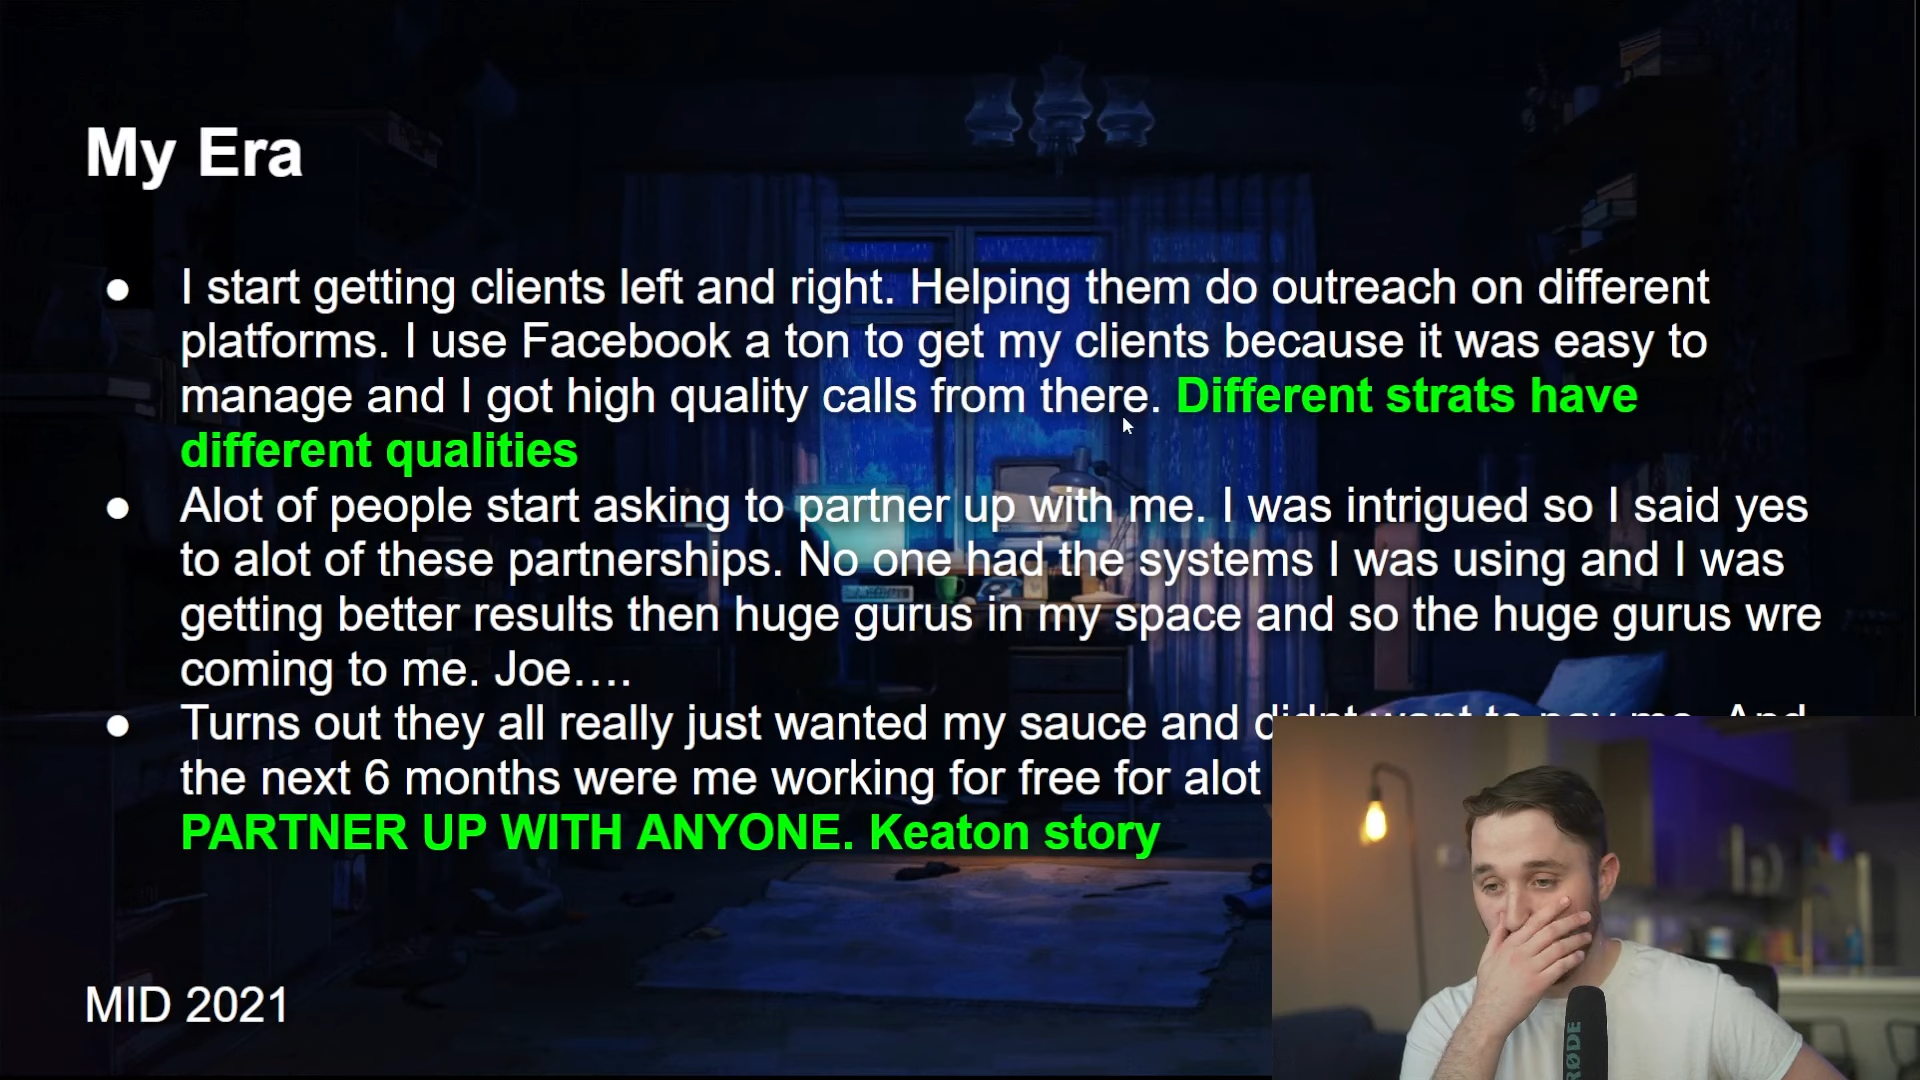 My Era
● I start getting clients left and right. Helping them do outreach on different
platforms. I use Facebook a ton to get my clients because it was easy to
manage and I got high quality calls from there. Different strats have
different qualities
● Alot of people start asking to partner up with me. I was intrigued so I said yes
to alot of these partnerships. No one had the systems I was using and I was
getting better results then huge gurus in my space and so the huge gurus wre
coming to me. Joe….
● Turns out they all really just wanted my sauce and didnt want to pay me. And
the next 6 months were me working for free for alot
PARTNER UP WITH ANYONE. Keaton story
MID 2021
RØDE